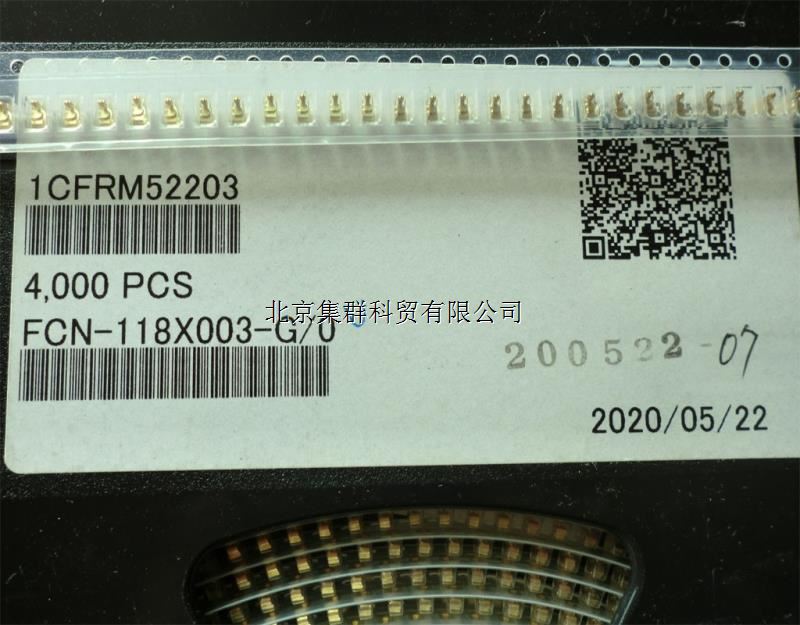 1CFRM52203
4,000 PCS
北京集群科贸有限公司
FCN-118X003-G/0
200522-07
2020/05/22